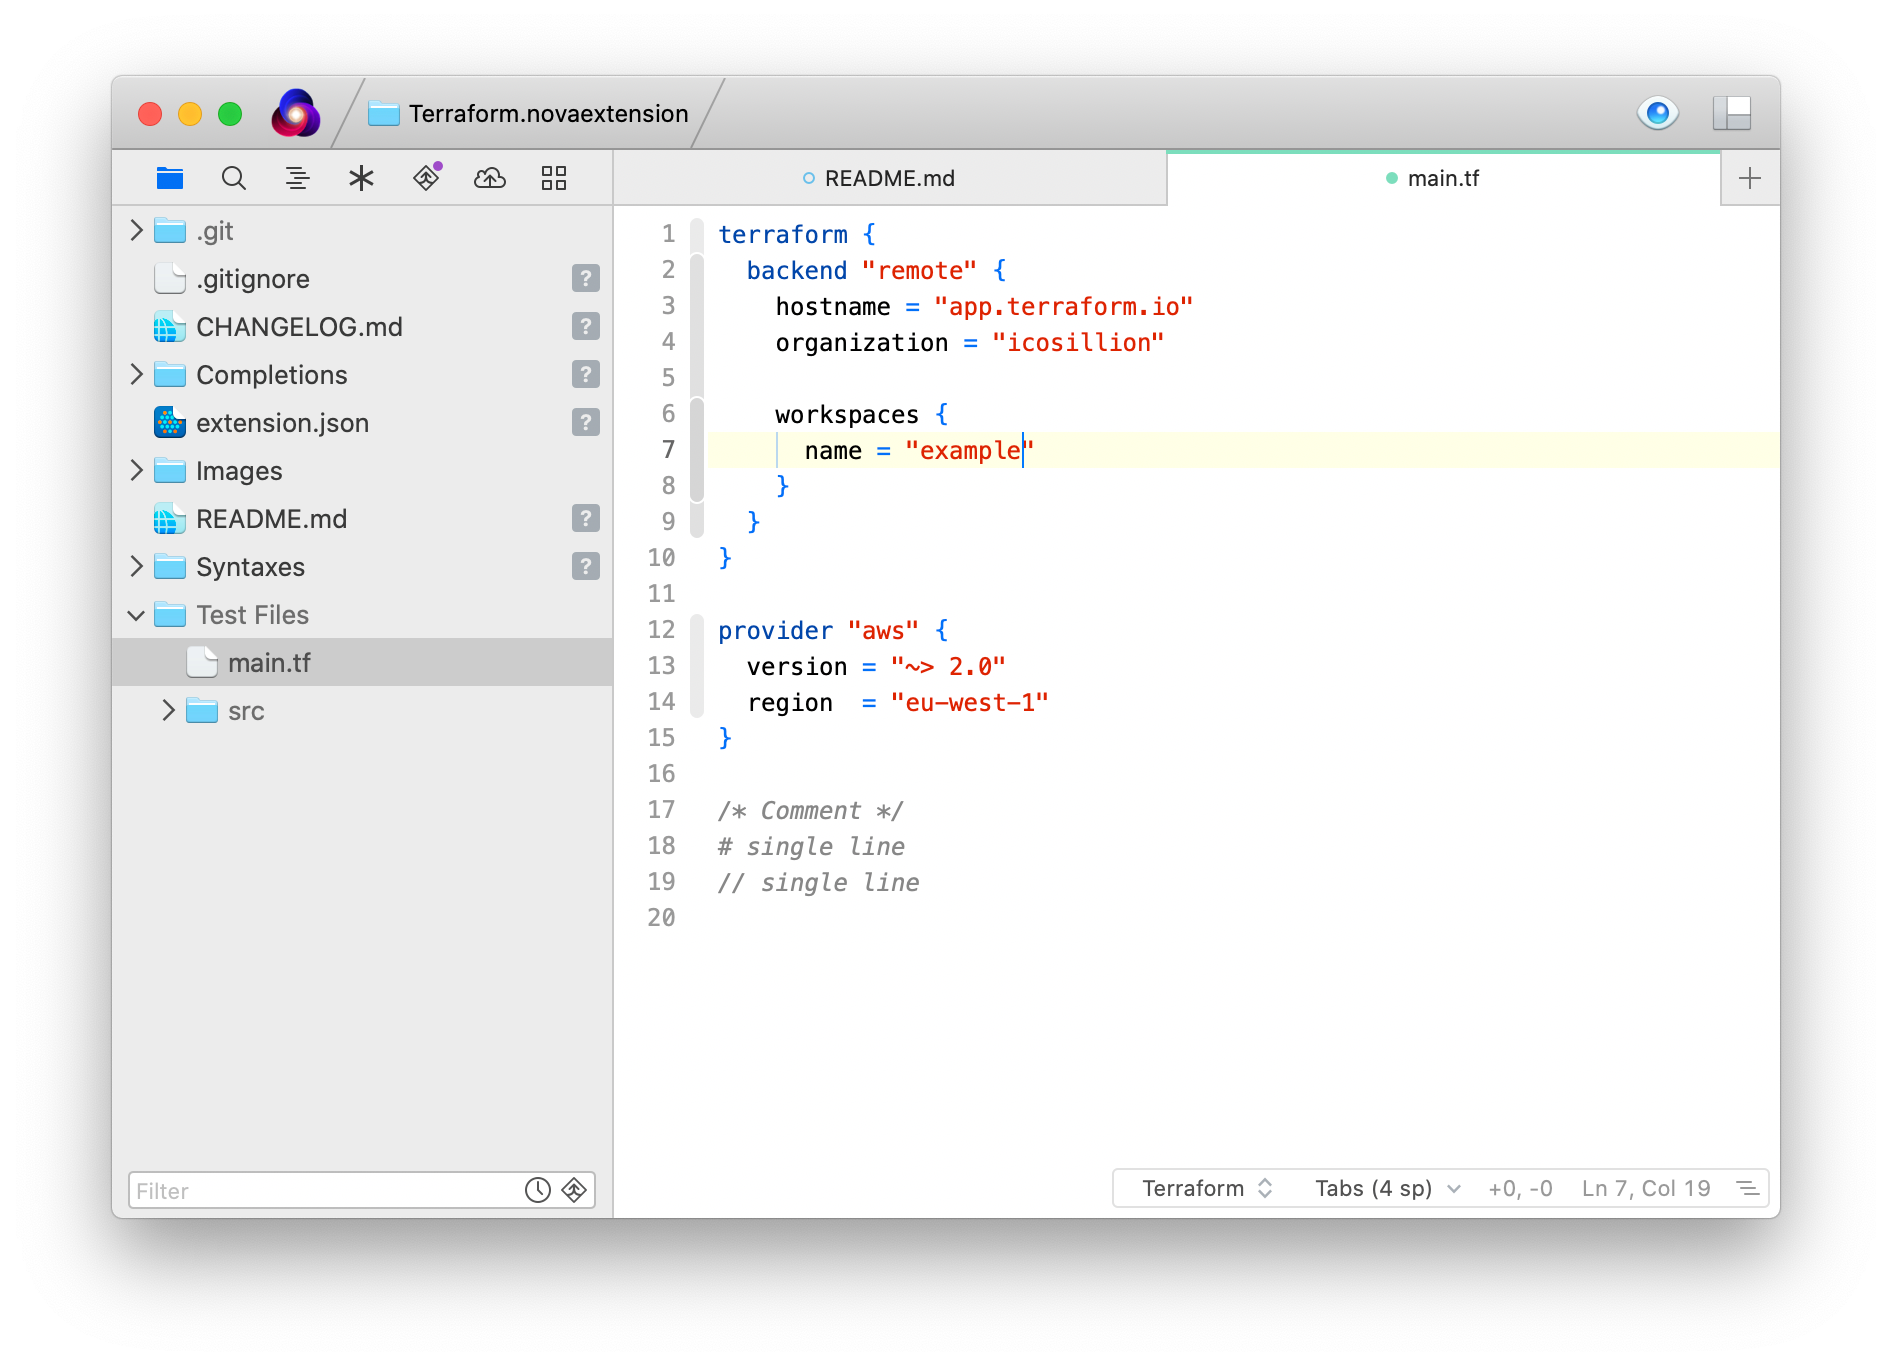 Terraform.novaextension
README.md
main.tf
.git
.gitignore ?
CHANGELOG.md ?
Completions ?
extension.json ?
Images
README.md ?
Syntaxes ?
Test Files
main.tf
src
Filter
1 terraform {
2   backend "remote" {
3     hostname = "app.terraform.io"
4     organization = "icosillion"
5
6     workspaces {
7       name = "example"
8     }
9   }
10 }
11
12 provider "aws" {
13   version = "~> 2.0"
14   region  = "eu-west-1"
15 }
16
17 /* Comment */
18 # single line
19 // single line
20
Terraform Tabs (4 sp) +0, -0 Ln 7, Col 19